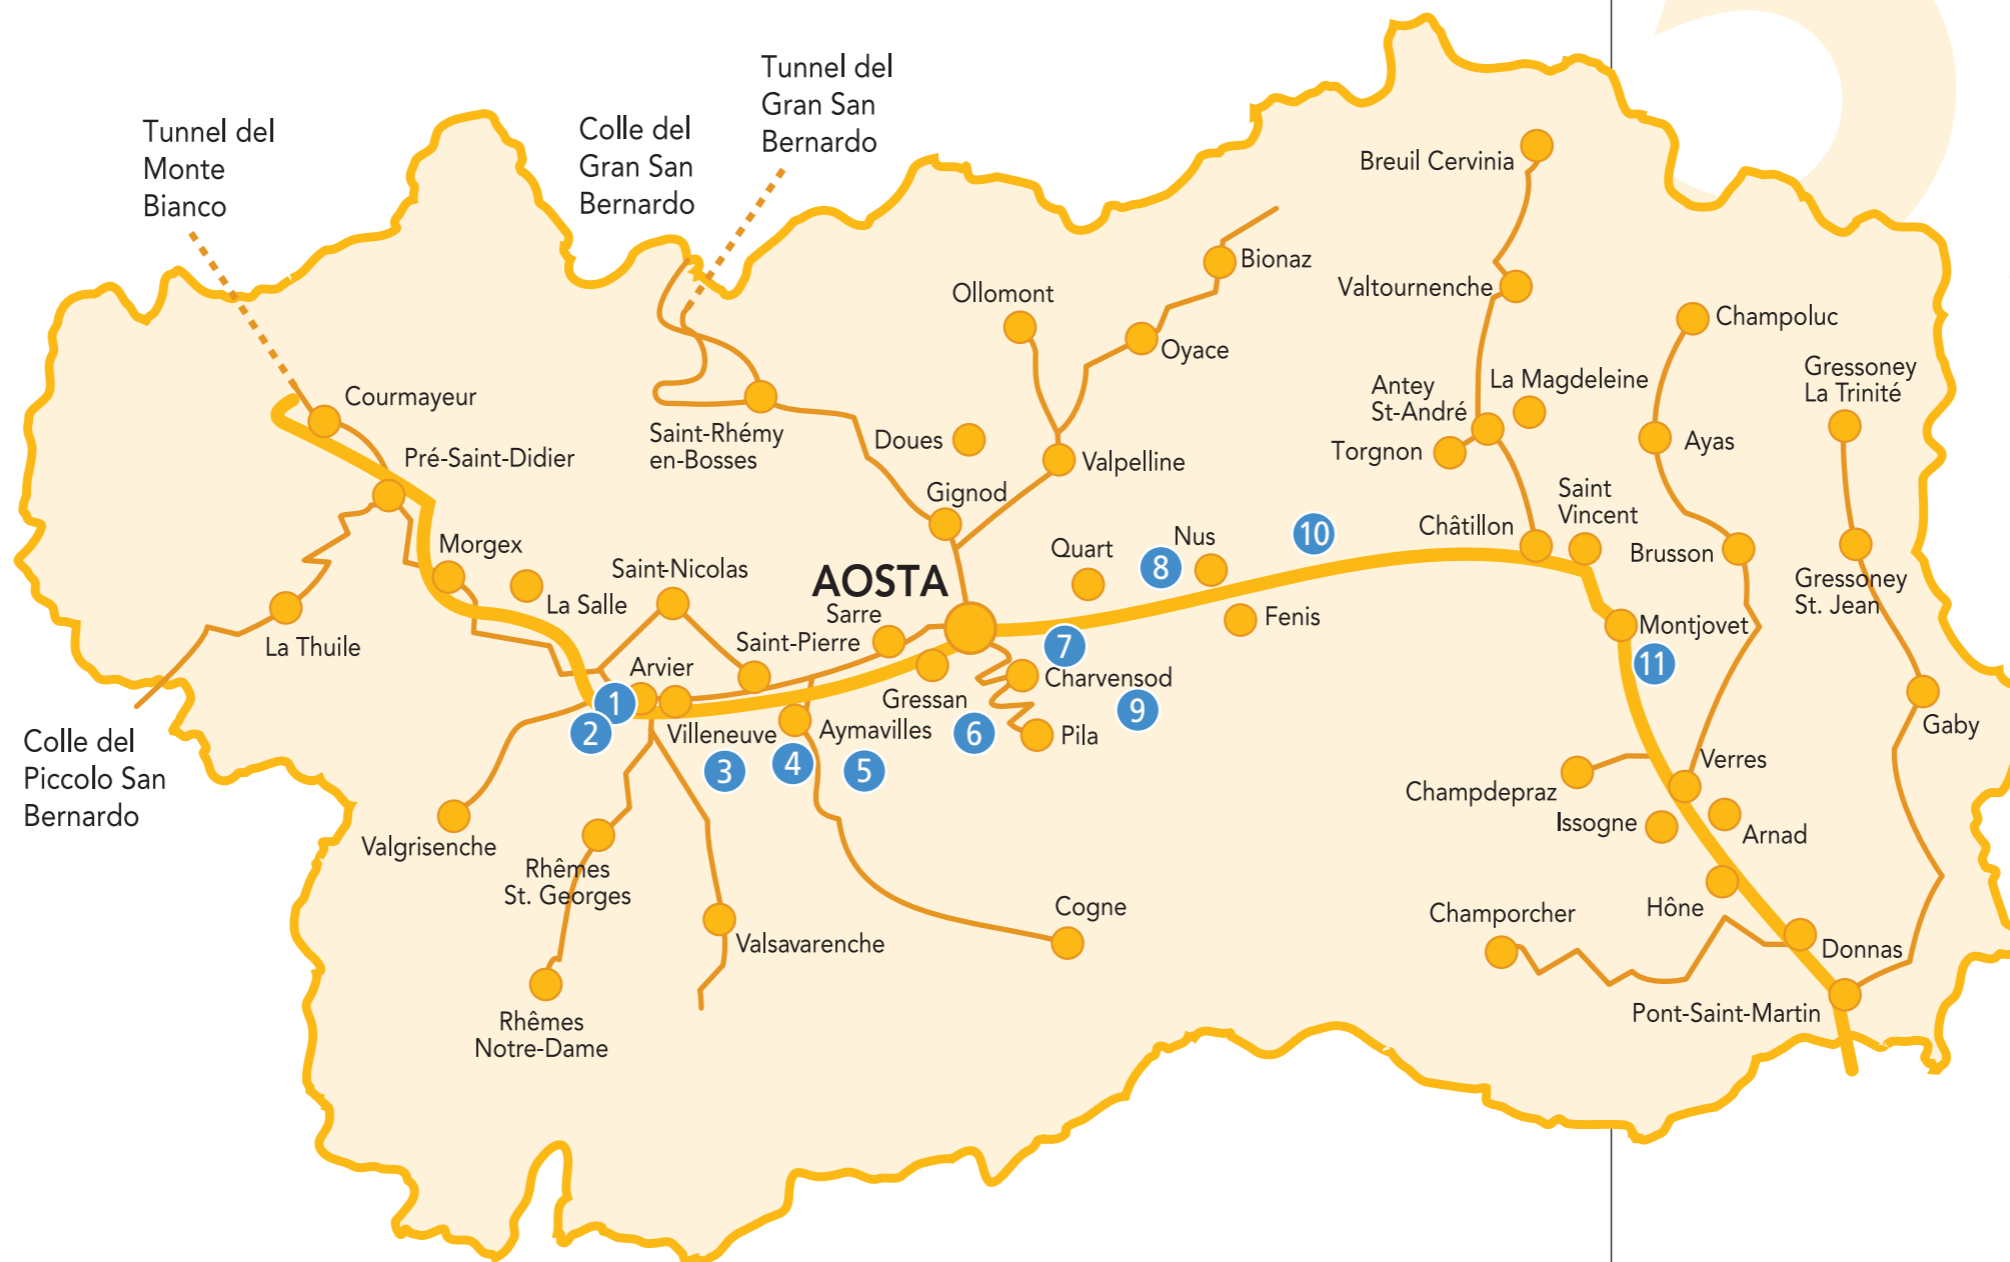 Tunnel del
Monte
Bianco
Colle del
Gran San
Bernardo
Tunnel del
Gran San
Bernardo
Breuil Cervinia
Bionaz
Valtournenche
Ollomont
Oyace
Champoluc
Gressoney
La Trinité
Courmayeur
Antey
St-André
La Magdeleine
Saint-Rhémy
en-Bosses
Doues
Valpelline
Torgnon
Ayas
Pré-Saint-Didier
Gignod
Saint
Vincent
Châtillon
Brusson
Morgex
Quart
Nus
10
8
Saint-Nicolas
AOSTA
Gressoney
St. Jean
La Salle
Sarre
Fenis
Montjovet
La Thuile
Saint-Pierre
7
11
Arvier
Charvensod
1
2
Gressan
9
Villeneuve
Aymavilles
6
Pila
Gaby
3
4
5
Colle del
Piccolo San
Bernardo
Verres
Champdepraz
Issogne
Arnad
Valgrisenche
Rhêmes
St. Georges
Cogne
Champorcher
Hône
Valsavarenche
Donnas
Rhêmes
Notre-Dame
Pont-Saint-Martin